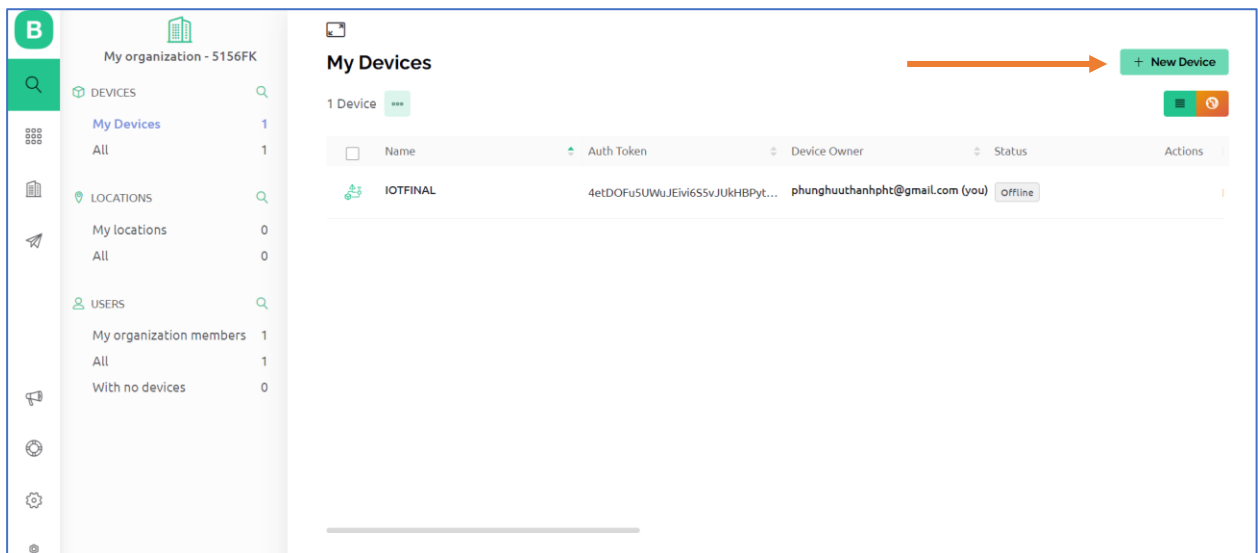 B
My organization - 5156FK
DEVICES
My Devices 1
All 1
LOCATIONS
My locations 0
All 0
USERS
My organization members 1
All 1
With no devices 0
My Devices
+ New Device
1 Device
Name Auth Token Device Owner Status Actions
IOTFINAL 4etDOFu5UWuJEivi6S5vJUkHBPyt... phunghuuthanhpht@gmail.com (you) Offline